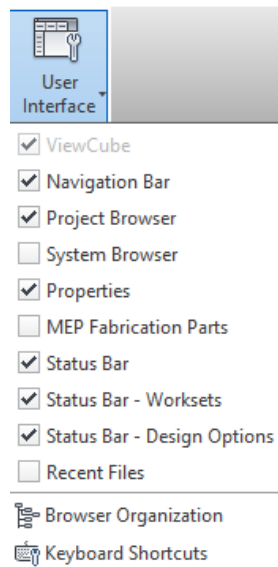 User
Interface
ViewCube
Navigation Bar
Project Browser
System Browser
Properties
MEP Fabrication Parts
Status Bar
Status Bar - Worksets
Status Bar - Design Options
Recent Files
Browser Organization
Keyboard Shortcuts